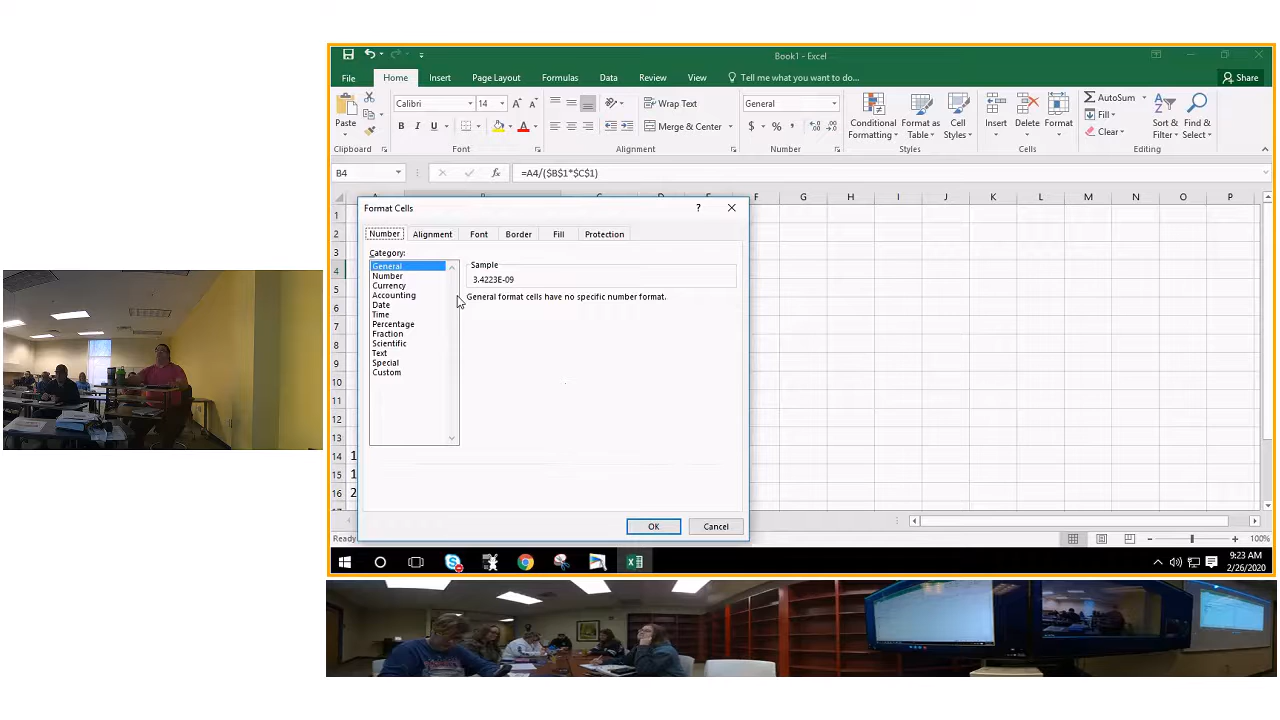 Book1 - Excel
File Home Insert Page Layout Formulas Data Review View Tell me what you want to do... Share
Paste
Calibri 14 A A
B I U A
Wrap Text
Merge & Center
General
$ % ,
Conditional Formatting
Format as Table
Cell Styles
Insert Delete Format
AutoSum
Fill
Clear
Sort & Filter
Find & Select
Clipboard Font Alignment Number Styles Cells Editing
B4 fx =A4/($B$1*$C$1)
F G H I J K L M N O P
1
2
3
4
5
6
7
8
9
10
11
12
13
14 1
15 1
16 2
Format Cells ?
Number Alignment Font Border Fill Protection
Category:
General
Number
Currency
Accounting
Date
Time
Percentage
Fraction
Scientific
Text
Special
Custom
Sample
3.4223E-09
General format cells have no specific number format.
OK Cancel
Ready
100%
9:23 AM
2/26/2020